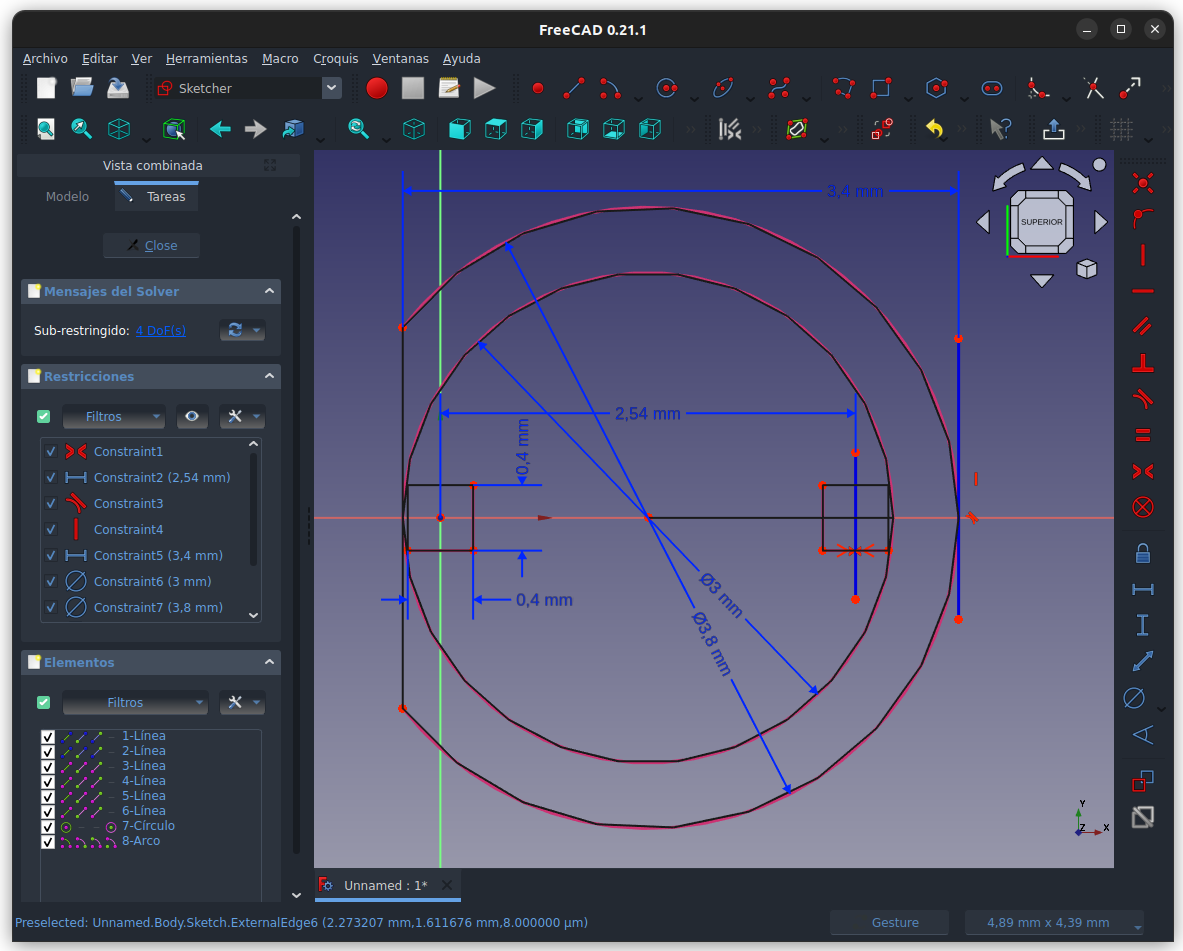 FreeCAD 0.21.1
Archivo Editar Ver Herramientas Macro Croquis Ventanas Ayuda
Sketcher
Vista combinada
Modelo Tareas
Close
Mensajes del Solver
Sub-restringido: 4 DoF(s)
Restricciones
Filtros
Constraint1
Constraint2 (2,54 mm)
Constraint3
Constraint4
Constraint5 (3,4 mm)
Constraint6 (3 mm)
Constraint7 (3,8 mm)
Elementos
Filtros
1-Línea
2-Línea
3-Línea
4-Línea
5-Línea
6-Línea
7-Círculo
8-Arco
3,4 mm
2,54 mm
0,4 mm
0,4 mm
Ø3 mm
Ø3,8 mm
SUPERIOR
Y
Z X
Unnamed : 1*
Preselected: Unnamed.Body.Sketch.ExternalEdge6 (2.273207 mm,1.611676 mm,8.000000 µm)
Gesture
4,89 mm x 4,39 mm